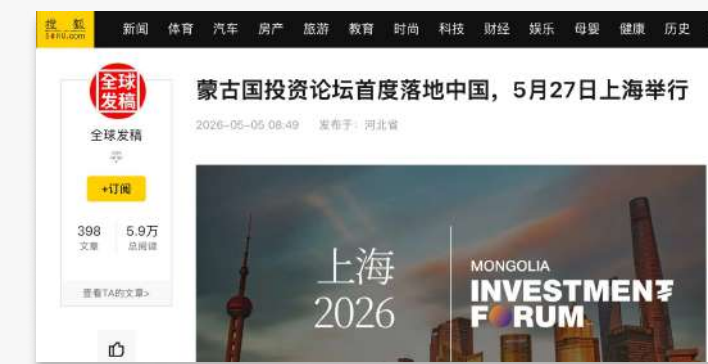 搜狐
SOHU.com
新闻 体育 汽车 房产 旅游 教育 时尚 科技 财经 娱乐 母婴 健康 历史
全球
发稿
全球发稿
+订阅
398 5.9万
文章 总阅读
查看TA的文章>
蒙古国投资论坛首度落地中国，5月27日上海举行
2026-05-05 08:49 发布于：河北省
上海
2026
MONGOLIA
INVESTMEN₮
FORUM